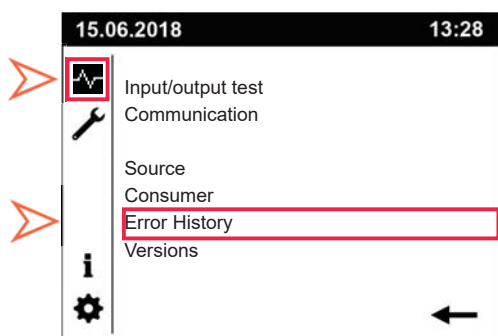 15.06.2018 13:28
Input/output test
Communication
Source
Consumer
Error History
Versions